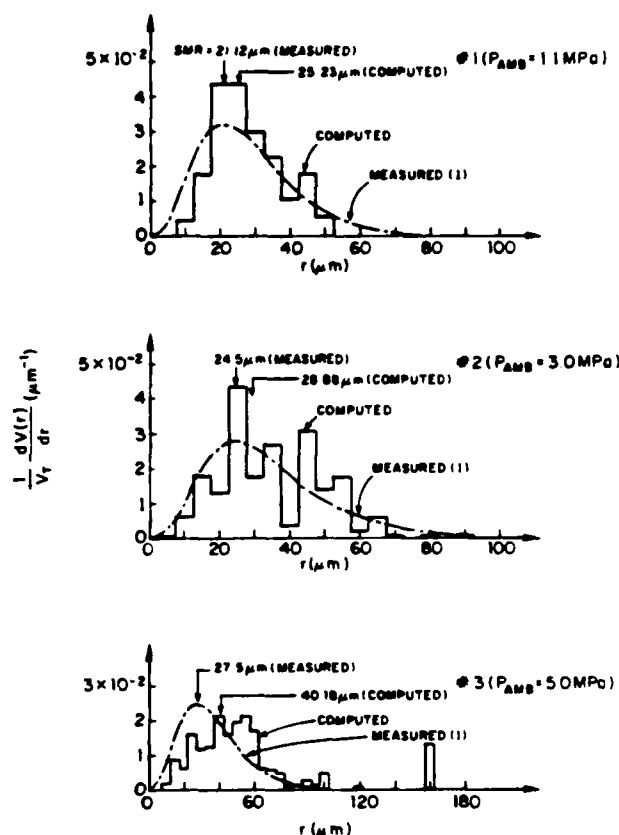 SMR = 21.12μm (MEASURED)
25.23μm (COMPUTED)
#1 (P_AMB = 1.1 MPa)
5×10⁻²
4
3
2
1
0
COMPUTED
MEASURED (1)
0 20 40 60 80 100
r (μm)
24.5μm (MEASURED)
28.88μm (COMPUTED)
#2 (P_AMB = 3.0 MPa)
5×10⁻²
4
3
2
1
0
COMPUTED
MEASURED (1)
0 20 40 60 80 100
r (μm)
1/V_T dV(r)/dr (μm⁻¹)
27.5μm (MEASURED)
40.18μm (COMPUTED)
#3 (P_AMB = 5.0 MPa)
3×10⁻²
2
1
0
COMPUTED
MEASURED (1)
0 60 120 180
r (μm)